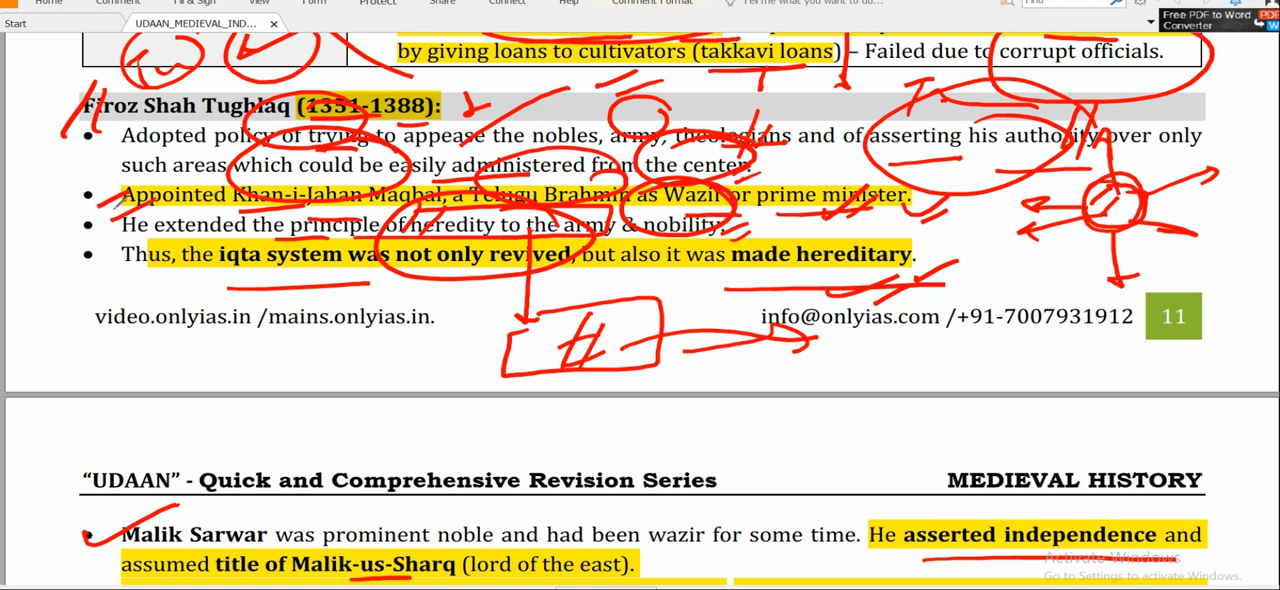 Home Comment Fill & Sign View Form Protect Share Connect Help Comment Format Tell me what you want to do... Find
Start UDAAN_MEDIEVAL_IND...
Free PDF to Word Converter
by giving loans to cultivators (takkavi loans) – Failed due to corrupt officials.
Firoz Shah Tughlaq (1351-1388):
• Adopted policy of trying to appease the nobles, army, theologians and of asserting his authority over only
such areas which could be easily administered from the center.
• Appointed Khan-i-Jahan Maqbal, a Telugu Brahmin as Wazir or prime minister.
• He extended the principle of heredity to the army & nobility.
• Thus, the iqta system was not only revived, but also it was made hereditary.
video.onlyias.in /mains.onlyias.in. info@onlyias.com /+91-7007931912 11
“UDAAN” - Quick and Comprehensive Revision Series MEDIEVAL HISTORY
• Malik Sarwar was prominent noble and had been wazir for some time. He asserted independence and
assumed title of Malik-us-Sharq (lord of the east).
Activate Windows
Go to Settings to activate Windows.